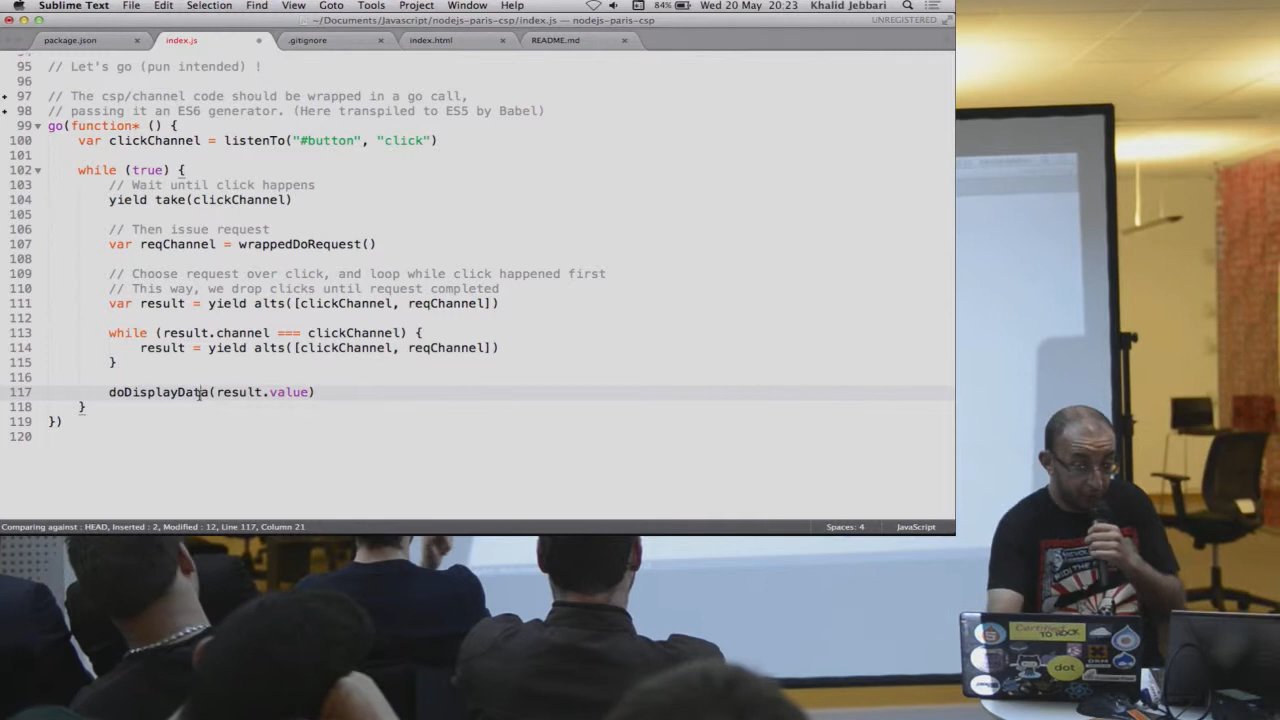 Sublime Text File Edit Selection Find View Goto Tools Project Window Help 84% Wed 20 May 20:23 Khalid Jebbari
~/Documents/Javascript/nodejs-paris-csp/index.js — nodejs-paris-csp UNREGISTERED
package.json index.js .gitignore index.html README.md
95 // Let's go (pun intended) !
96
97 // The csp/channel code should be wrapped in a go call,
98 // passing it an ES6 generator. (Here transpiled to ES5 by Babel)
99 go(function* () {
100 var clickChannel = listenTo("#button", "click")
101
102 while (true) {
103 // Wait until click happens
104 yield take(clickChannel)
105
106 // Then issue request
107 var reqChannel = wrappedDoRequest()
108
109 // Choose request over click, and loop while click happened first
110 // This way, we drop clicks until request completed
111 var result = yield alts([clickChannel, reqChannel])
112
113 while (result.channel === clickChannel) {
114 result = yield alts([clickChannel, reqChannel])
115 }
116
117 doDisplayData(result.value)
118 }
119 })
120
Comparing against : HEAD, Inserted : 2, Modified : 12, Line 117, Column 21 Spaces: 4 JavaScript
Certified
TO ROCK
dot